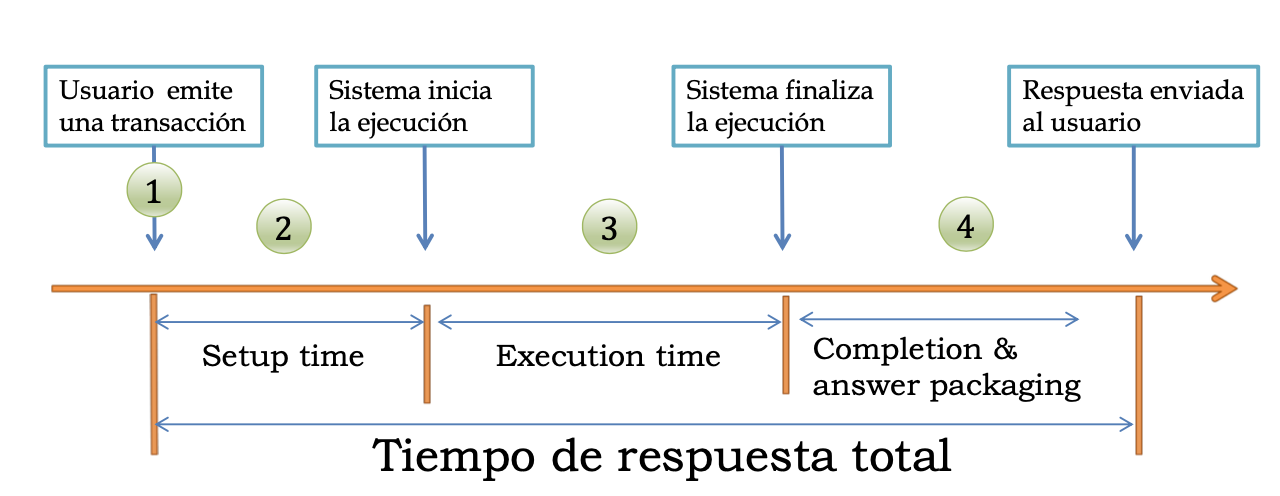 Usuario emite
una transacción
Sistema inicia
la ejecución
Sistema finaliza
la ejecución
Respuesta enviada
al usuario
1
2
3
4
Setup time
Execution time
Completion &
answer packaging
Tiempo de respuesta total